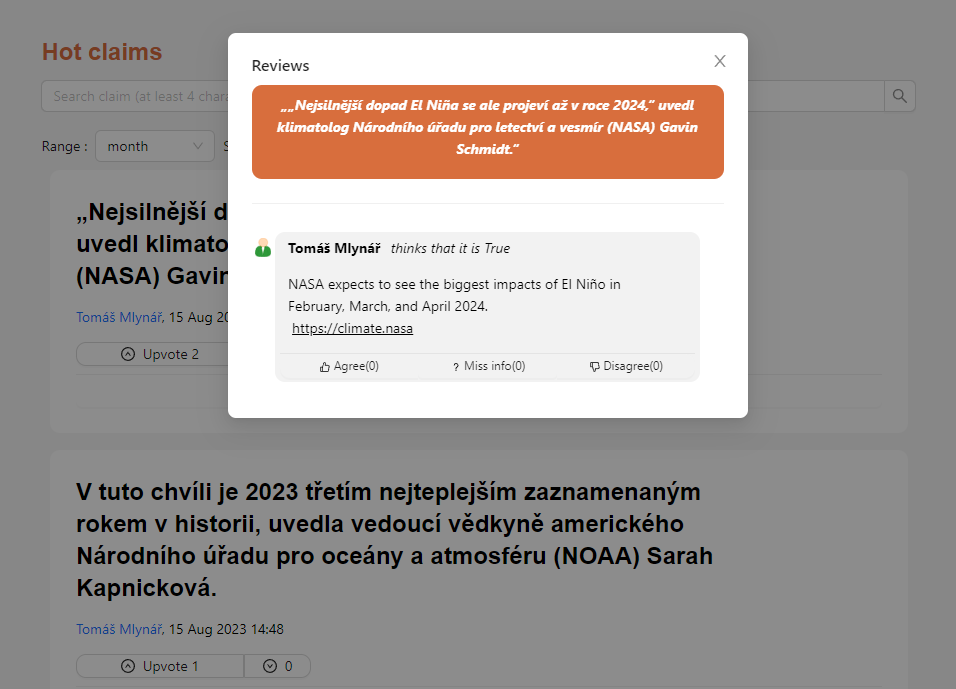 Hot claims
Search claim (at least 4 chara
Range :
month
S
„Nejsilnější d
uvedl klimato
(NASA) Gavin
Tomáš Mlynář, 15 Aug 20
Upvote 2
Reviews
„„Nejsilnější dopad El Niña se ale projeví až v roce 2024,“ uvedl
klimatolog Národního úřadu pro letectví a vesmír (NASA) Gavin
Schmidt.“
Tomáš Mlynář thinks that it is True
NASA expects to see the biggest impacts of El Niño in
February, March, and April 2024.
https://climate.nasa
Agree(0) ? Miss info(0) Disagree(0)
V tuto chvíli je 2023 třetím nejteplejším zaznamenaným
rokem v historii, uvedla vedoucí vědkyně amerického
Národního úřadu pro oceány a atmosféru (NOAA) Sarah
Kapnicková.
Tomáš Mlynář, 15 Aug 2023 14:48
Upvote 1 0